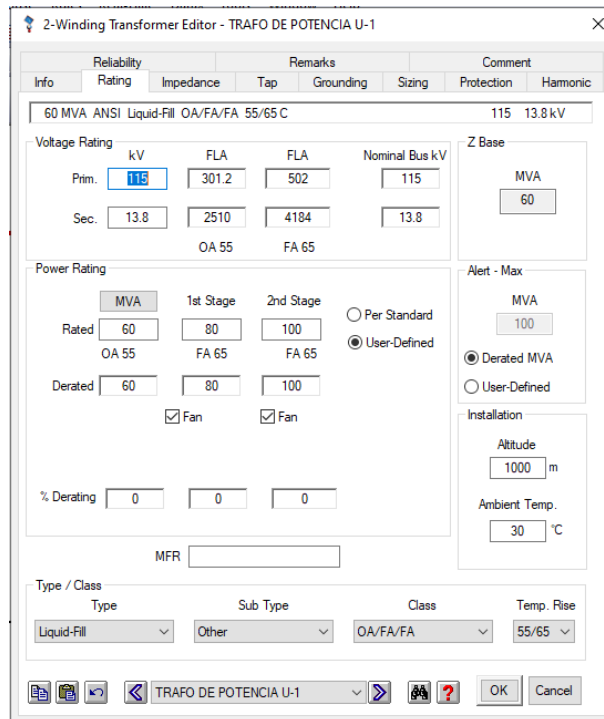 2-Winding Transformer Editor - TRAFO DE POTENCIA U-1
Reliability Remarks Comment
Info Rating Impedance Tap Grounding Sizing Protection Harmonic
60 MVA ANSI Liquid-Fill OA/FA/FA 55/65 C 115 13.8 kV
Voltage Rating
kV FLA FLA Nominal Bus kV
Prim. 115 301.2 502 115
Sec. 13.8 2510 4184 13.8
OA 55 FA 65
Z Base
MVA
60
Power Rating
MVA 1st Stage 2nd Stage
Rated 60 80 100
OA 55 FA 65 FA 65
Per Standard
User-Defined
Derated 60 80 100
Fan Fan
% Derating 0 0 0
Alert - Max
MVA
100
Derated MVA
User-Defined
Installation
Altitude
1000 m
Ambient Temp.
30 °C
MFR
Type / Class
Type Sub Type Class Temp. Rise
Liquid-Fill Other OA/FA/FA 55/65
TRAFO DE POTENCIA U-1 ? OK Cancel